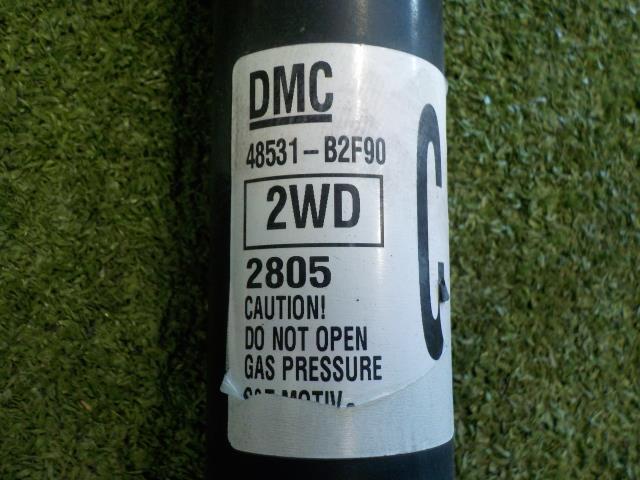 DMC
48531-B2F90
2WD
2805
CAUTION!
DO NOT OPEN
GAS PRESSURE
C